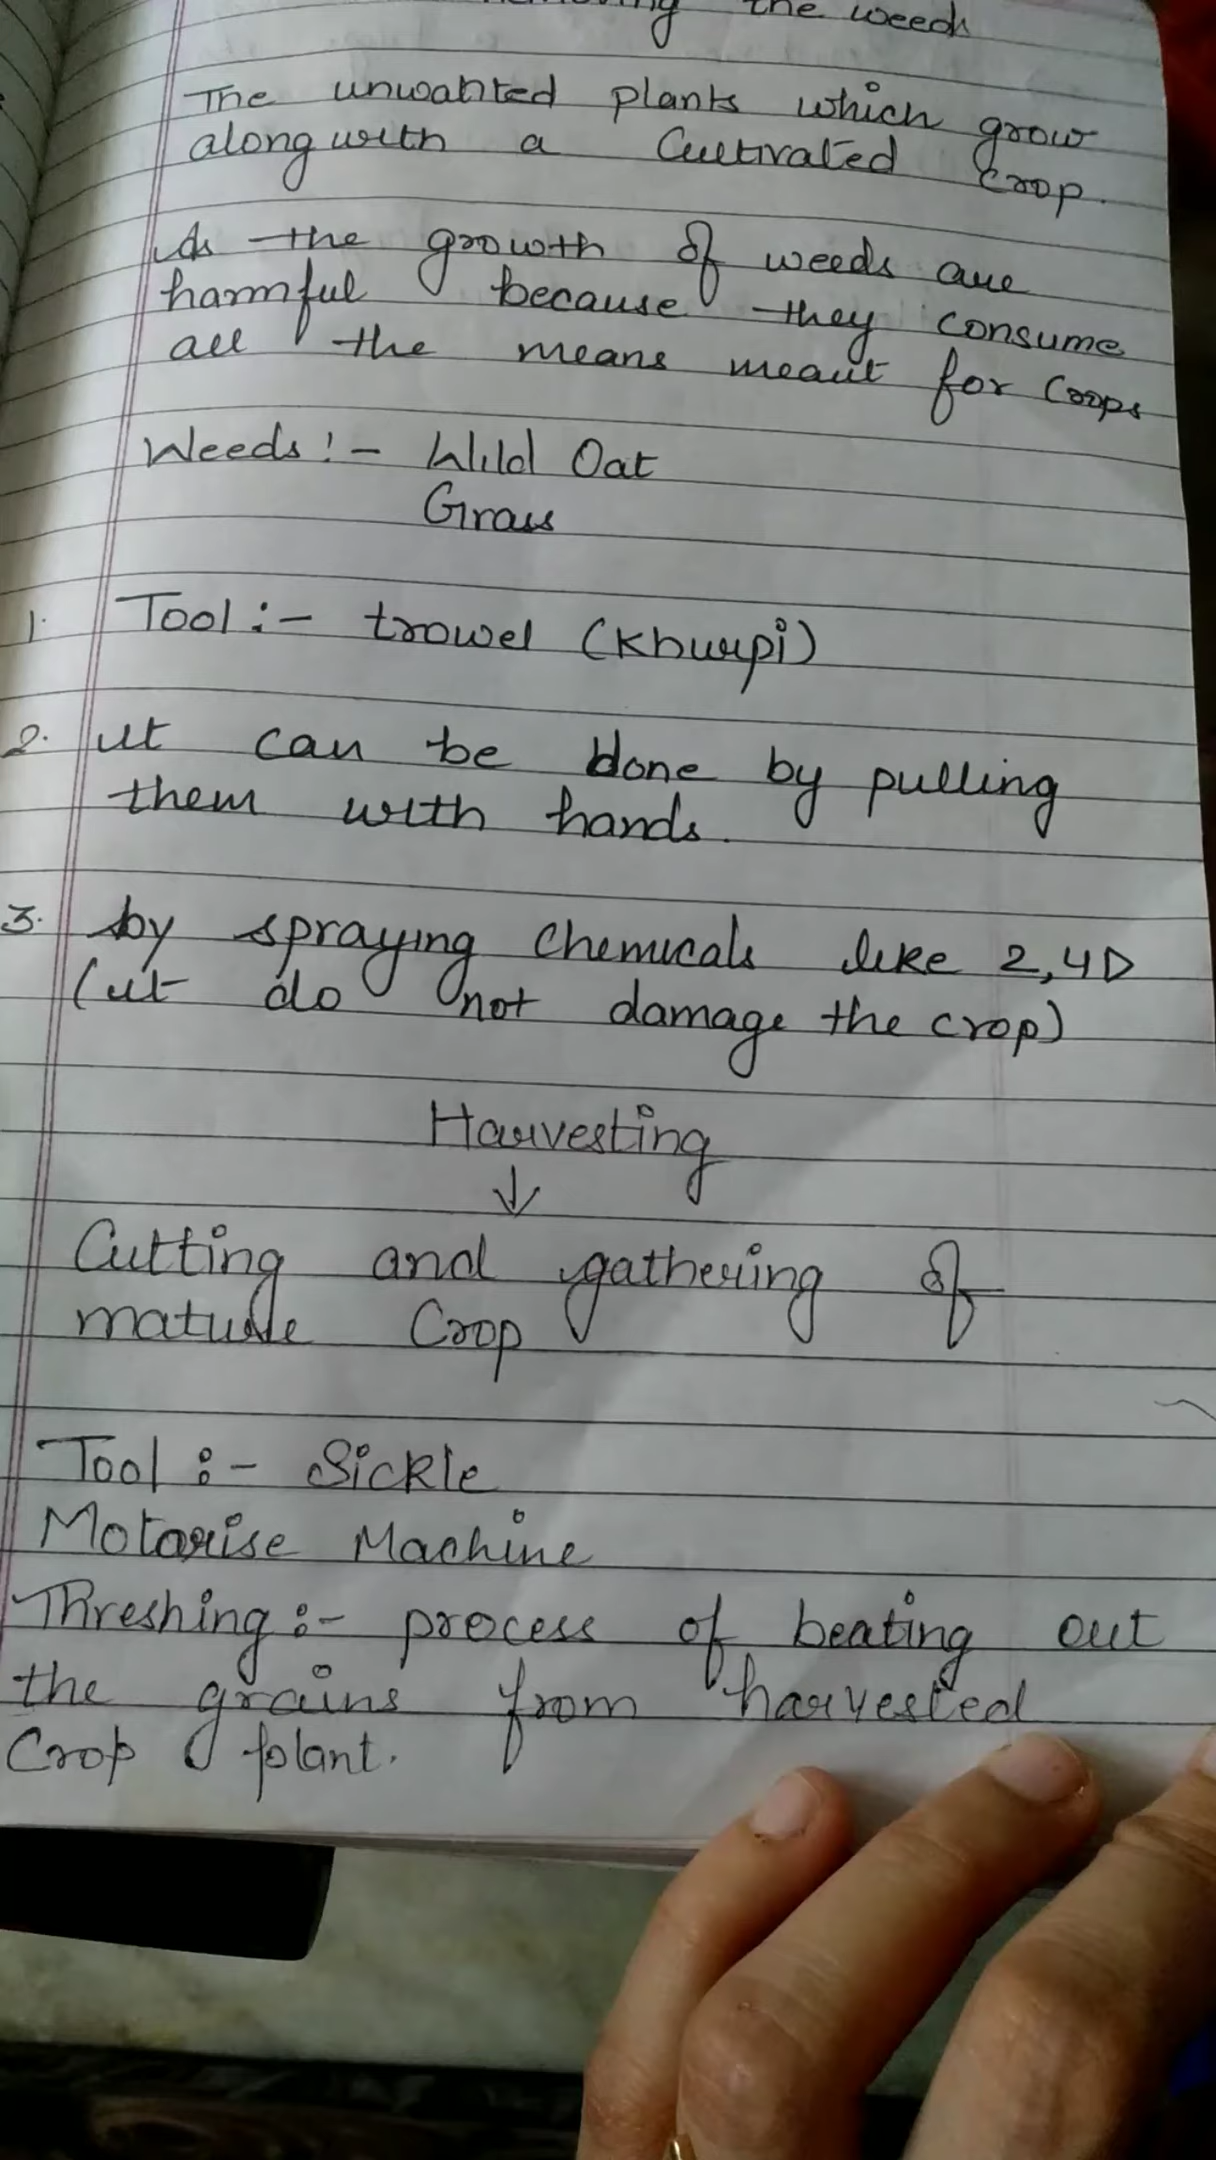 the weeds
The unwanted plants which grow
along with a Cultivated Crop.
As the growth of weeds are
harmful because they consume
all the means meant for Crops
Weeds :- Wild Oat
Grass
1. Tool :- trowel (Khurpi)
2. it can be done by pulling
them with hands.
3. by spraying Chemicals like 2,4D
(it do not damage the crop)
Harvesting
↓
Cutting and gathering of
mature Crop
Tool :- Sickle
Motorise Machine
Threshing :- process of beating out
the grains from harvested
Crop plant.